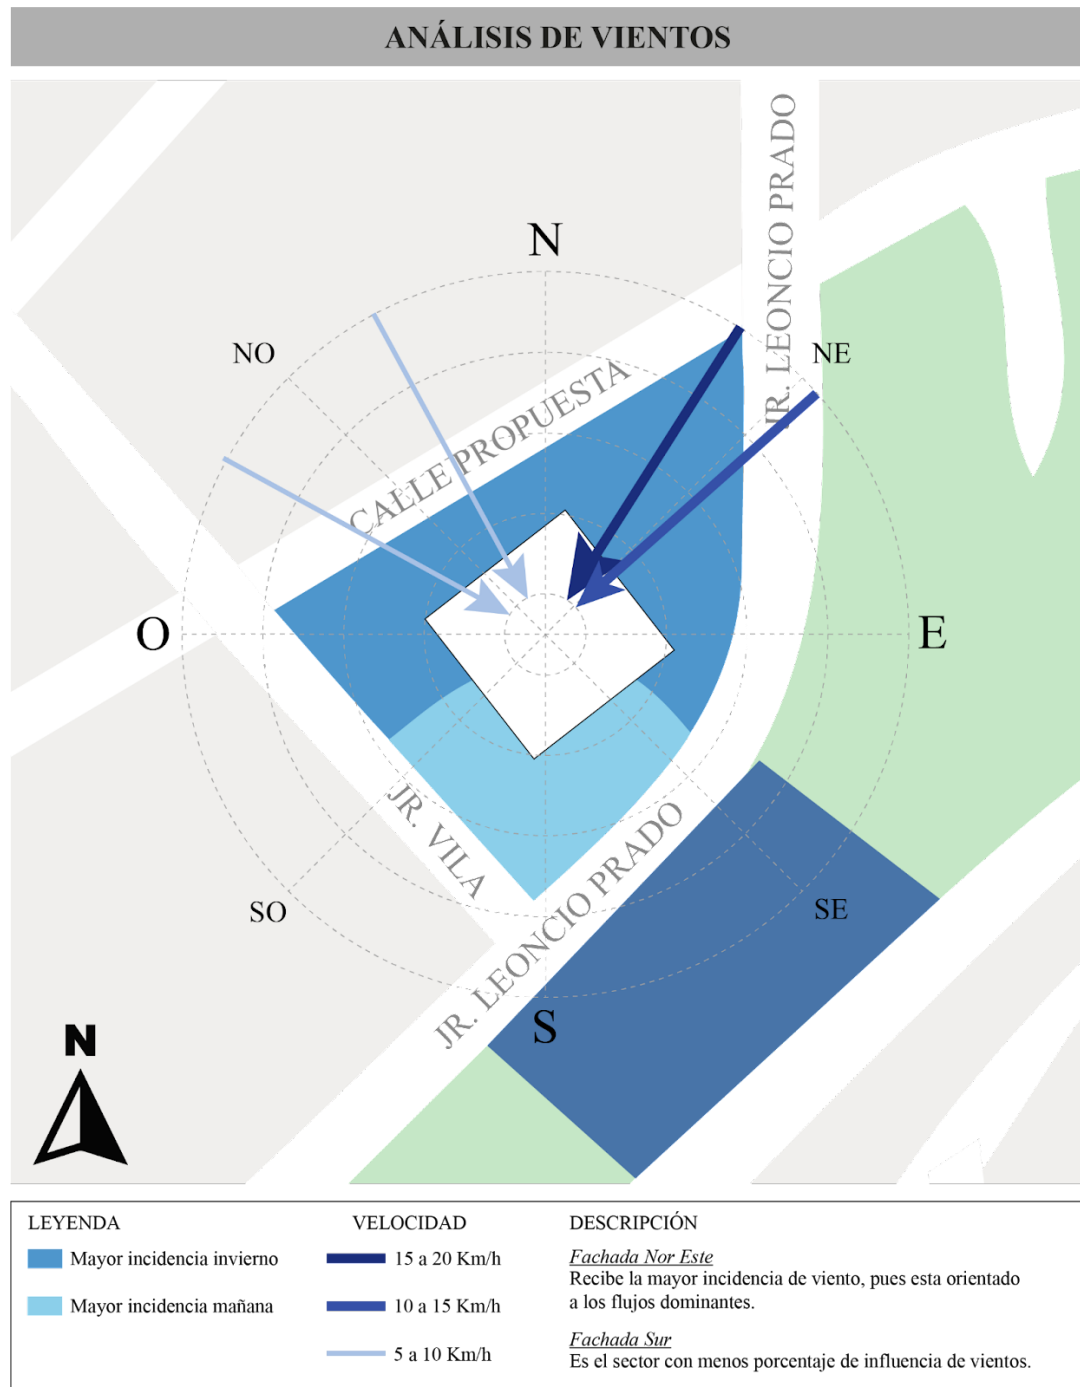 ANÁLISIS DE VIENTOS
JR. LEONCIO PRADO
N
NO
NE
CALLE PROPUESTA
O
E
JR. VILA
JR. LEONCIO PRADO
SO
SE
S
N
LEYENDA
Mayor incidencia invierno
Mayor incidencia mañana
VELOCIDAD
15 a 20 Km/h
10 a 15 Km/h
5 a 10 Km/h
DESCRIPCIÓN
Fachada Nor Este
Recibe la mayor incidencia de viento, pues esta orientado
a los flujos dominantes.
Fachada Sur
Es el sector con menos porcentaje de influencia de vientos.